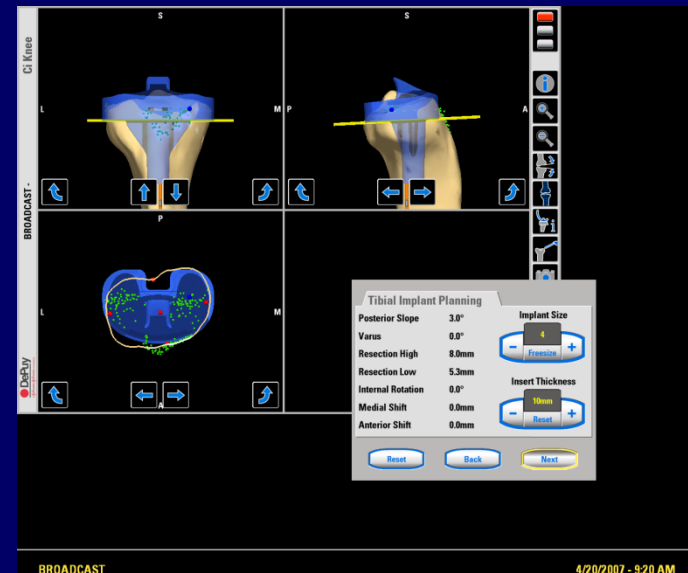 Ci Knee
BROADCAST -
DePuy
S
L
M
S
P
A
P
L
M
A
Tibial Implant Planning
Posterior Slope 3.0°
Varus 0.0°
Resection High 8.0mm
Resection Low 5.3mm
Internal Rotation 0.0°
Medial Shift 0.0mm
Anterior Shift 0.0mm
Implant Size
- 4 +
Freesize
Insert Thickness
- 10mm +
Reset
Reset Back Next
BROADCAST 4/20/2007 - 9:20 AM